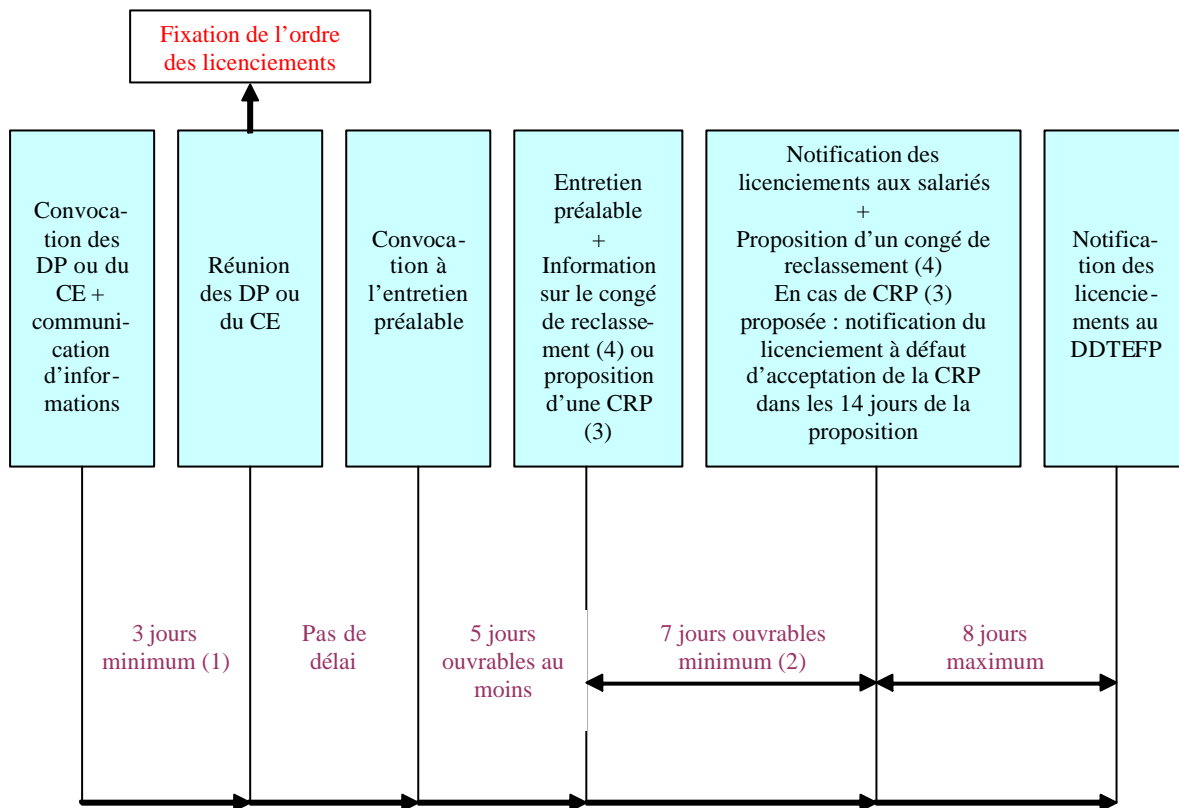 Fixation de l’ordre
des licenciements
Convoca-
tion des
DP ou du
CE +
communi-
cation
d’infor-
mations
Réunion
des DP ou
du CE
Convoca-
tion à
l’entretien
préalable
Entretien
préalable
+
Information
sur le congé
de reclasse-
ment (4) ou
proposition
d’une CRP
(3)
Notification des
licenciements aux salariés
+
Proposition d’un congé de
reclassement (4)
En cas de CRP (3)
proposée : notification du
licenciement à défaut
d’acceptation de la CRP
dans les 14 jours de la
proposition
Notifica-
tion des
licencie-
ments au
DDTEFP
3 jours
minimum (1)
Pas de
délai
5 jours
ouvrables au
moins
7 jours ouvrables
minimum (2)
8 jours
maximum